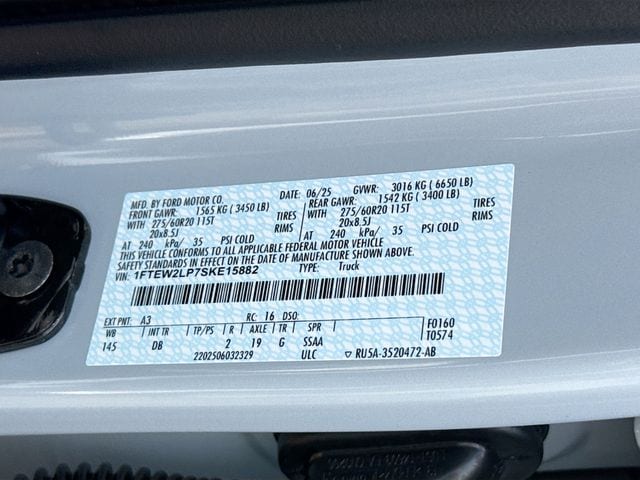 MFD. BY FORD MOTOR CO.
DATE: 06/25 GVWR: 3016 KG ( 6650 LB)
FRONT GAWR: 1565 KG ( 3450 LB) REAR GAWR: 1542 KG ( 3400 LB)
WITH 275/60R20 115T TIRES WITH 275/60R20 115T TIRES
20x8.5J RIMS 20x8.5J RIMS
AT 240 kPa/ 35 PSI COLD AT 240 kPa/ 35 PSI COLD
THIS VEHICLE CONFORMS TO ALL APPLICABLE FEDERAL MOTOR VEHICLE
SAFETY STANDARDS IN EFFECT ON THE DATE OF MANUFACTURE SHOWN ABOVE.
VIN: 1FTEW2LP7SKE15882 TYPE: Truck
EXT PNT: A3 RC: 16 DSO:
WB INT TR TP/PS R AXLE TR SPR F0160
145 DB 2 19 G SSAA T0574
2202506032329 ULC RU5A-3520472-AB